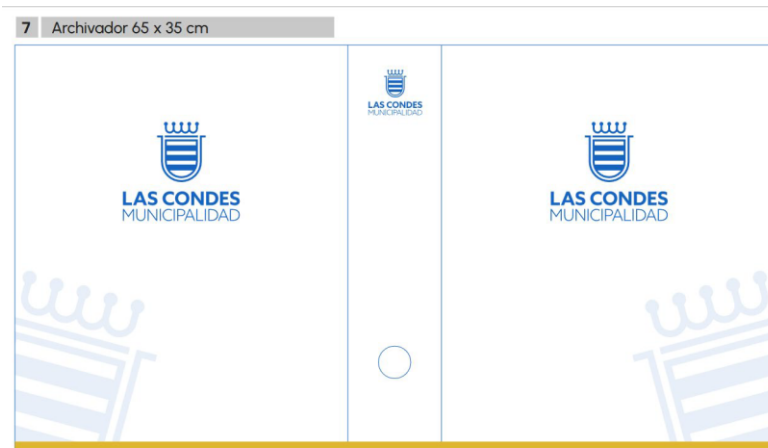 7 Archivador 65 x 35 cm
LAS CONDES
MUNICIPALIDAD
LAS CONDES
MUNICIPALIDAD
LAS CONDES
MUNICIPALIDAD